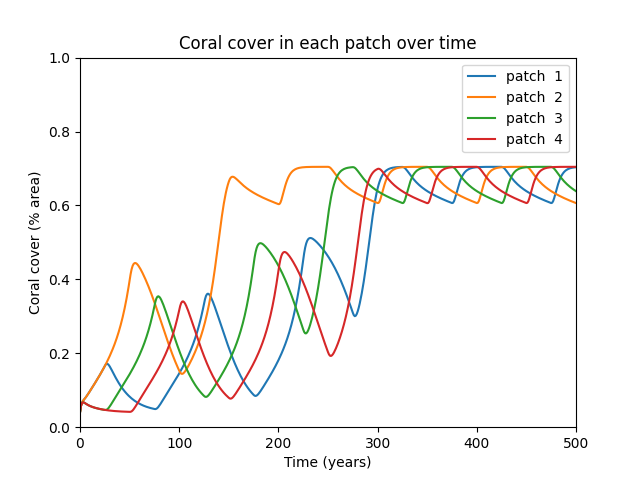 Coral cover in each patch over time
1.0
0.8
0.6
0.4
0.2
0.0
Coral cover (% area)
patch  1
patch  2
patch  3
patch  4
0
100
200
300
400
500
Time (years)